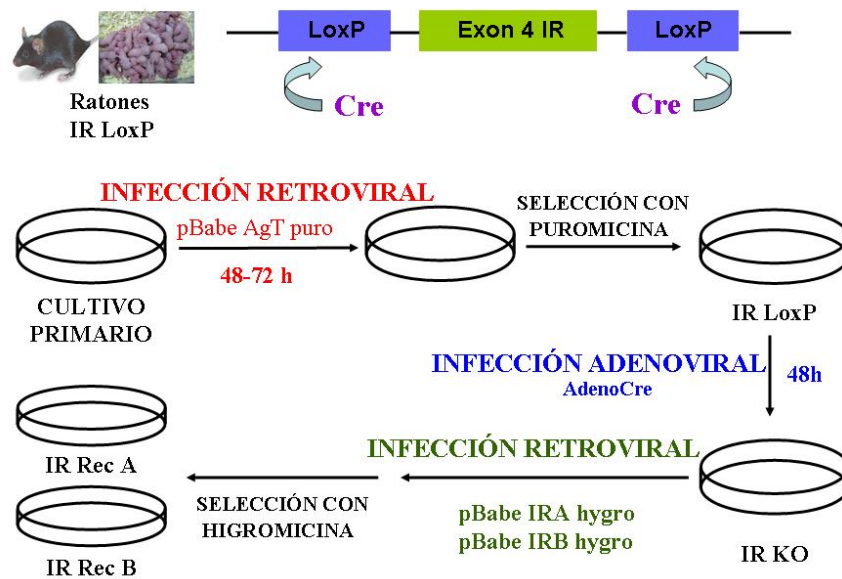 LoxP
Exon 4 IR
LoxP
Cre
Cre
Ratones
IR LoxP
INFECCIÓN RETROVIRAL
pBabe AgT puro
48-72 h
SELECCIÓN CON
PUROMICINA
CULTIVO
PRIMARIO
IR LoxP
INFECCIÓN ADENOVIRAL
AdenoCre
48h
INFECCIÓN RETROVIRAL
pBabe IRA hygro
pBabe IRB hygro
IR KO
SELECCIÓN CON
HIGROMICINA
IR Rec A
IR Rec B